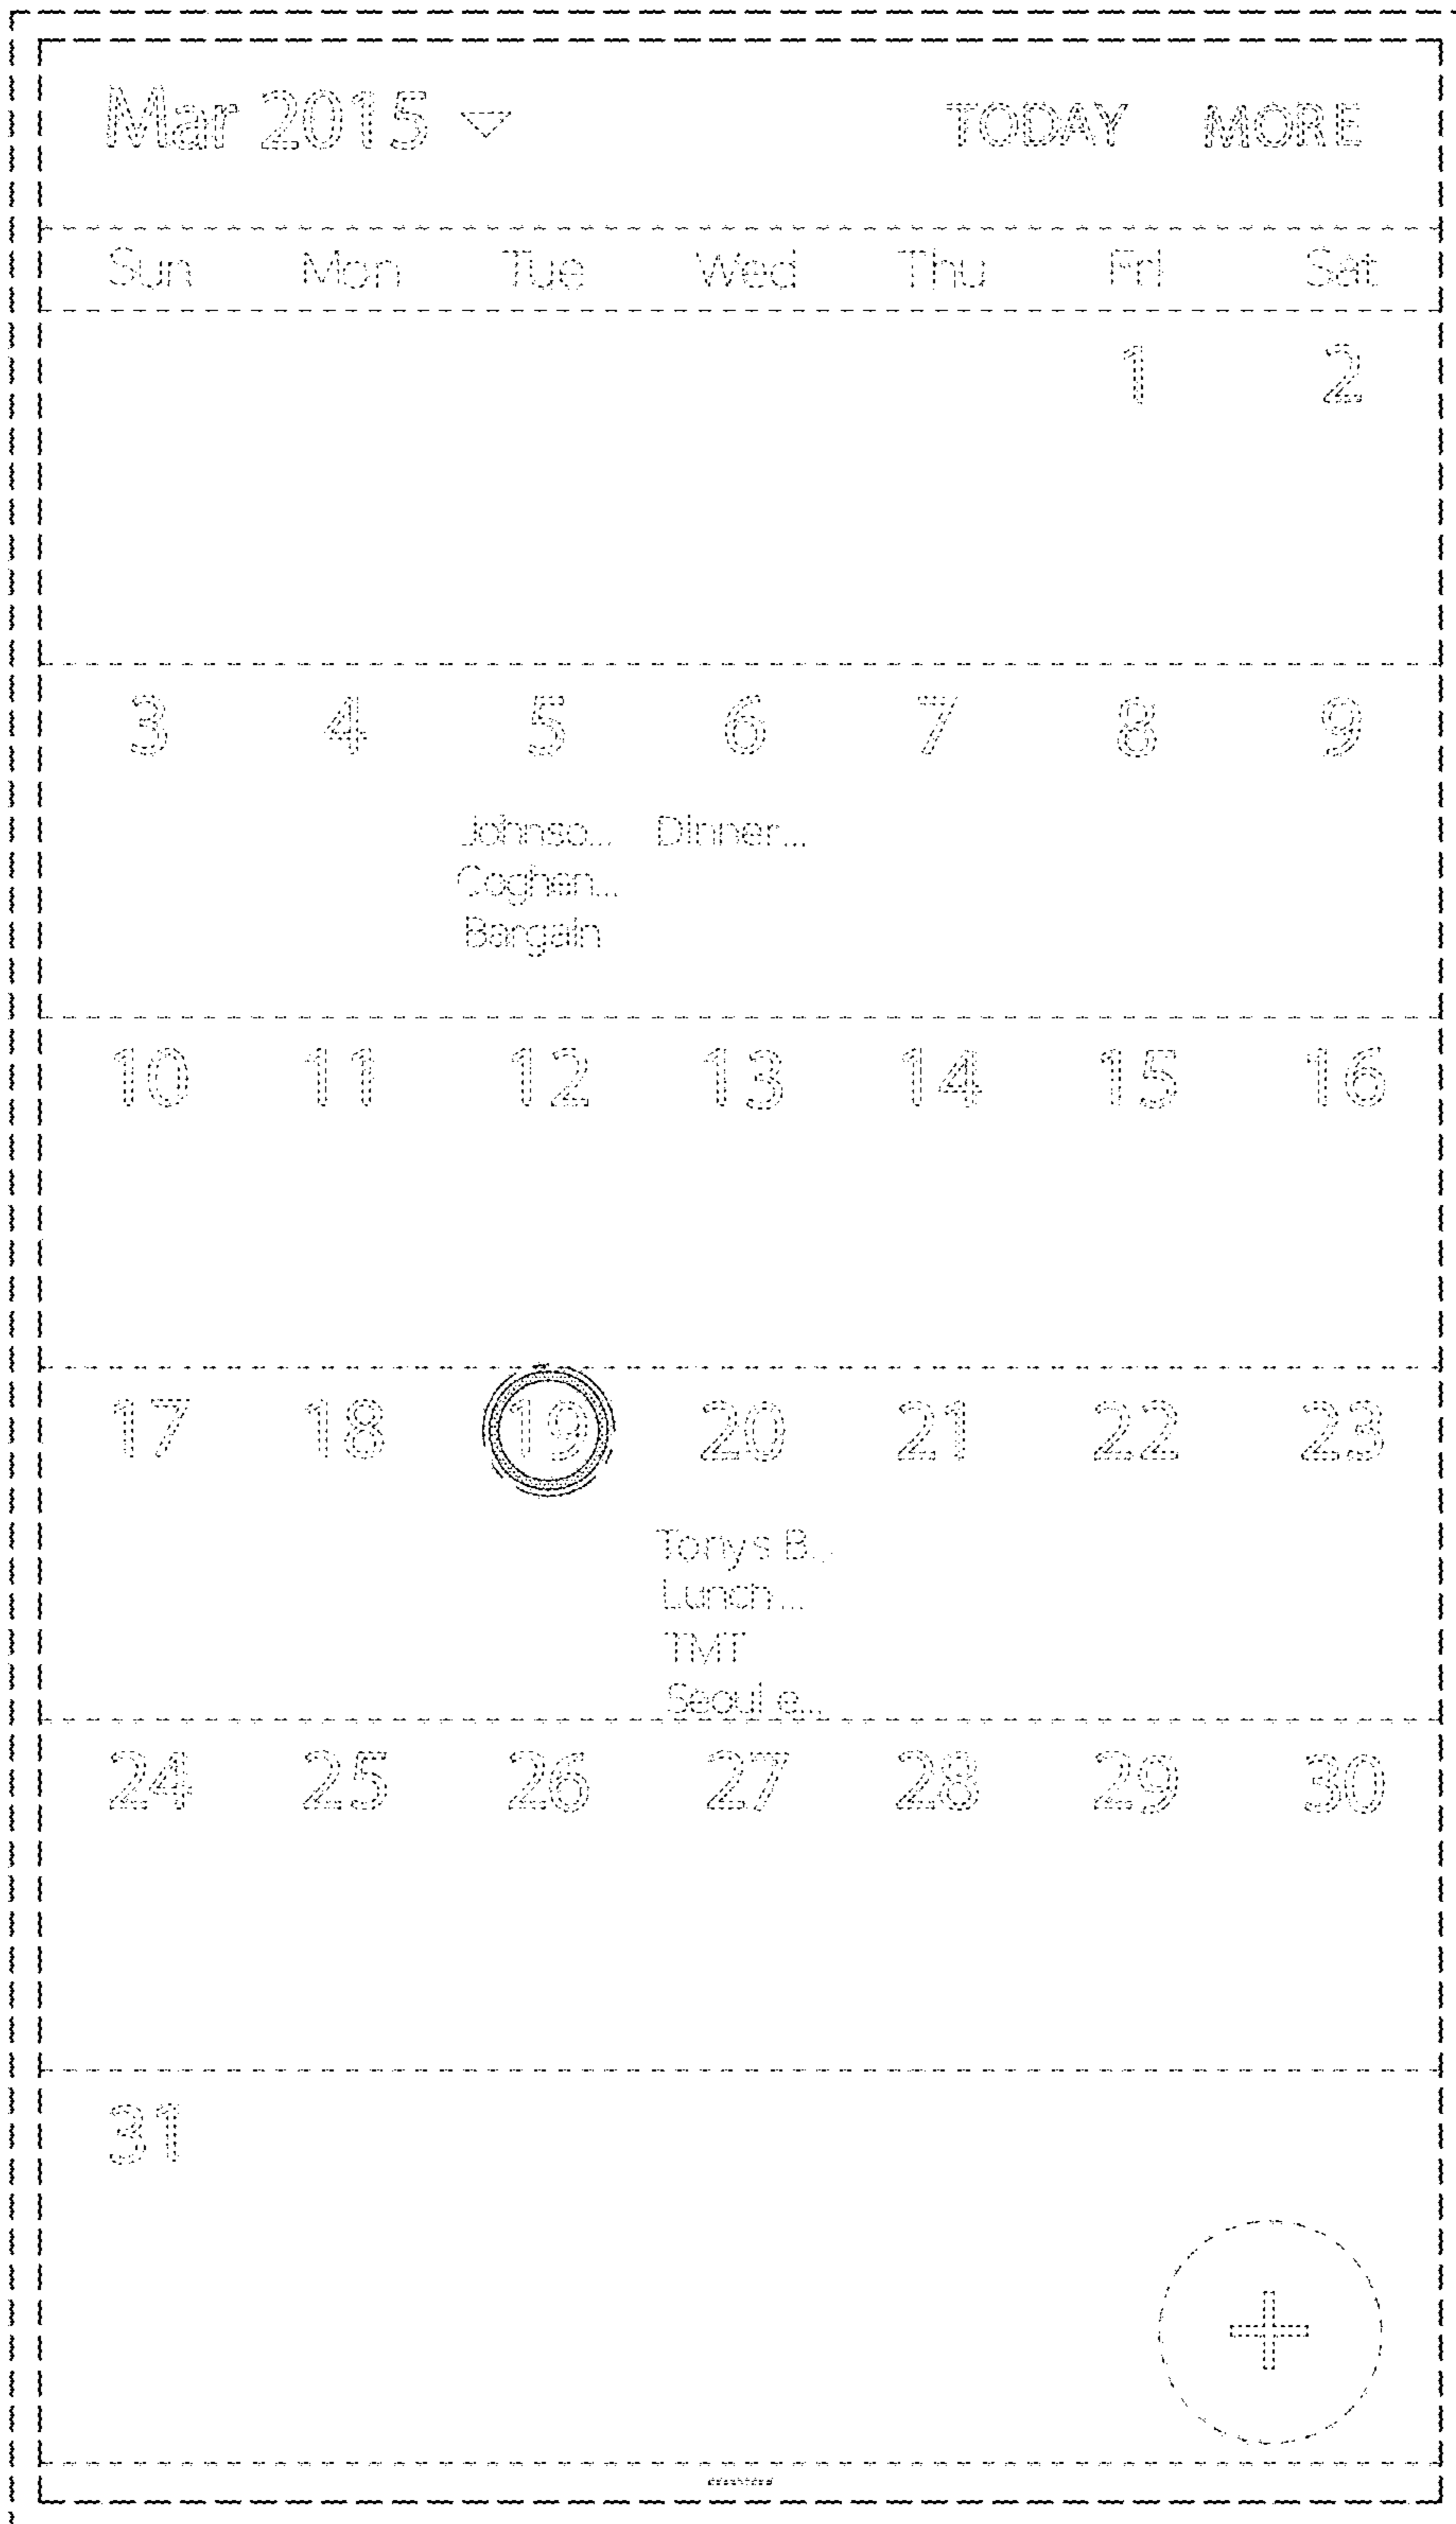 Mar 2015 TODAY MORE
Sun Mon Tue Wed Thu Fri Sat
1 2
3 4 5 6 7 8 9
Johnso... Dinner...
Coghen...
Bargain
10 11 12 13 14 15 16
17 18 19 20 21 22 23
Tonys B...
Lunch...
TMT
Seoul e...
24 25 26 27 28 29 30
31